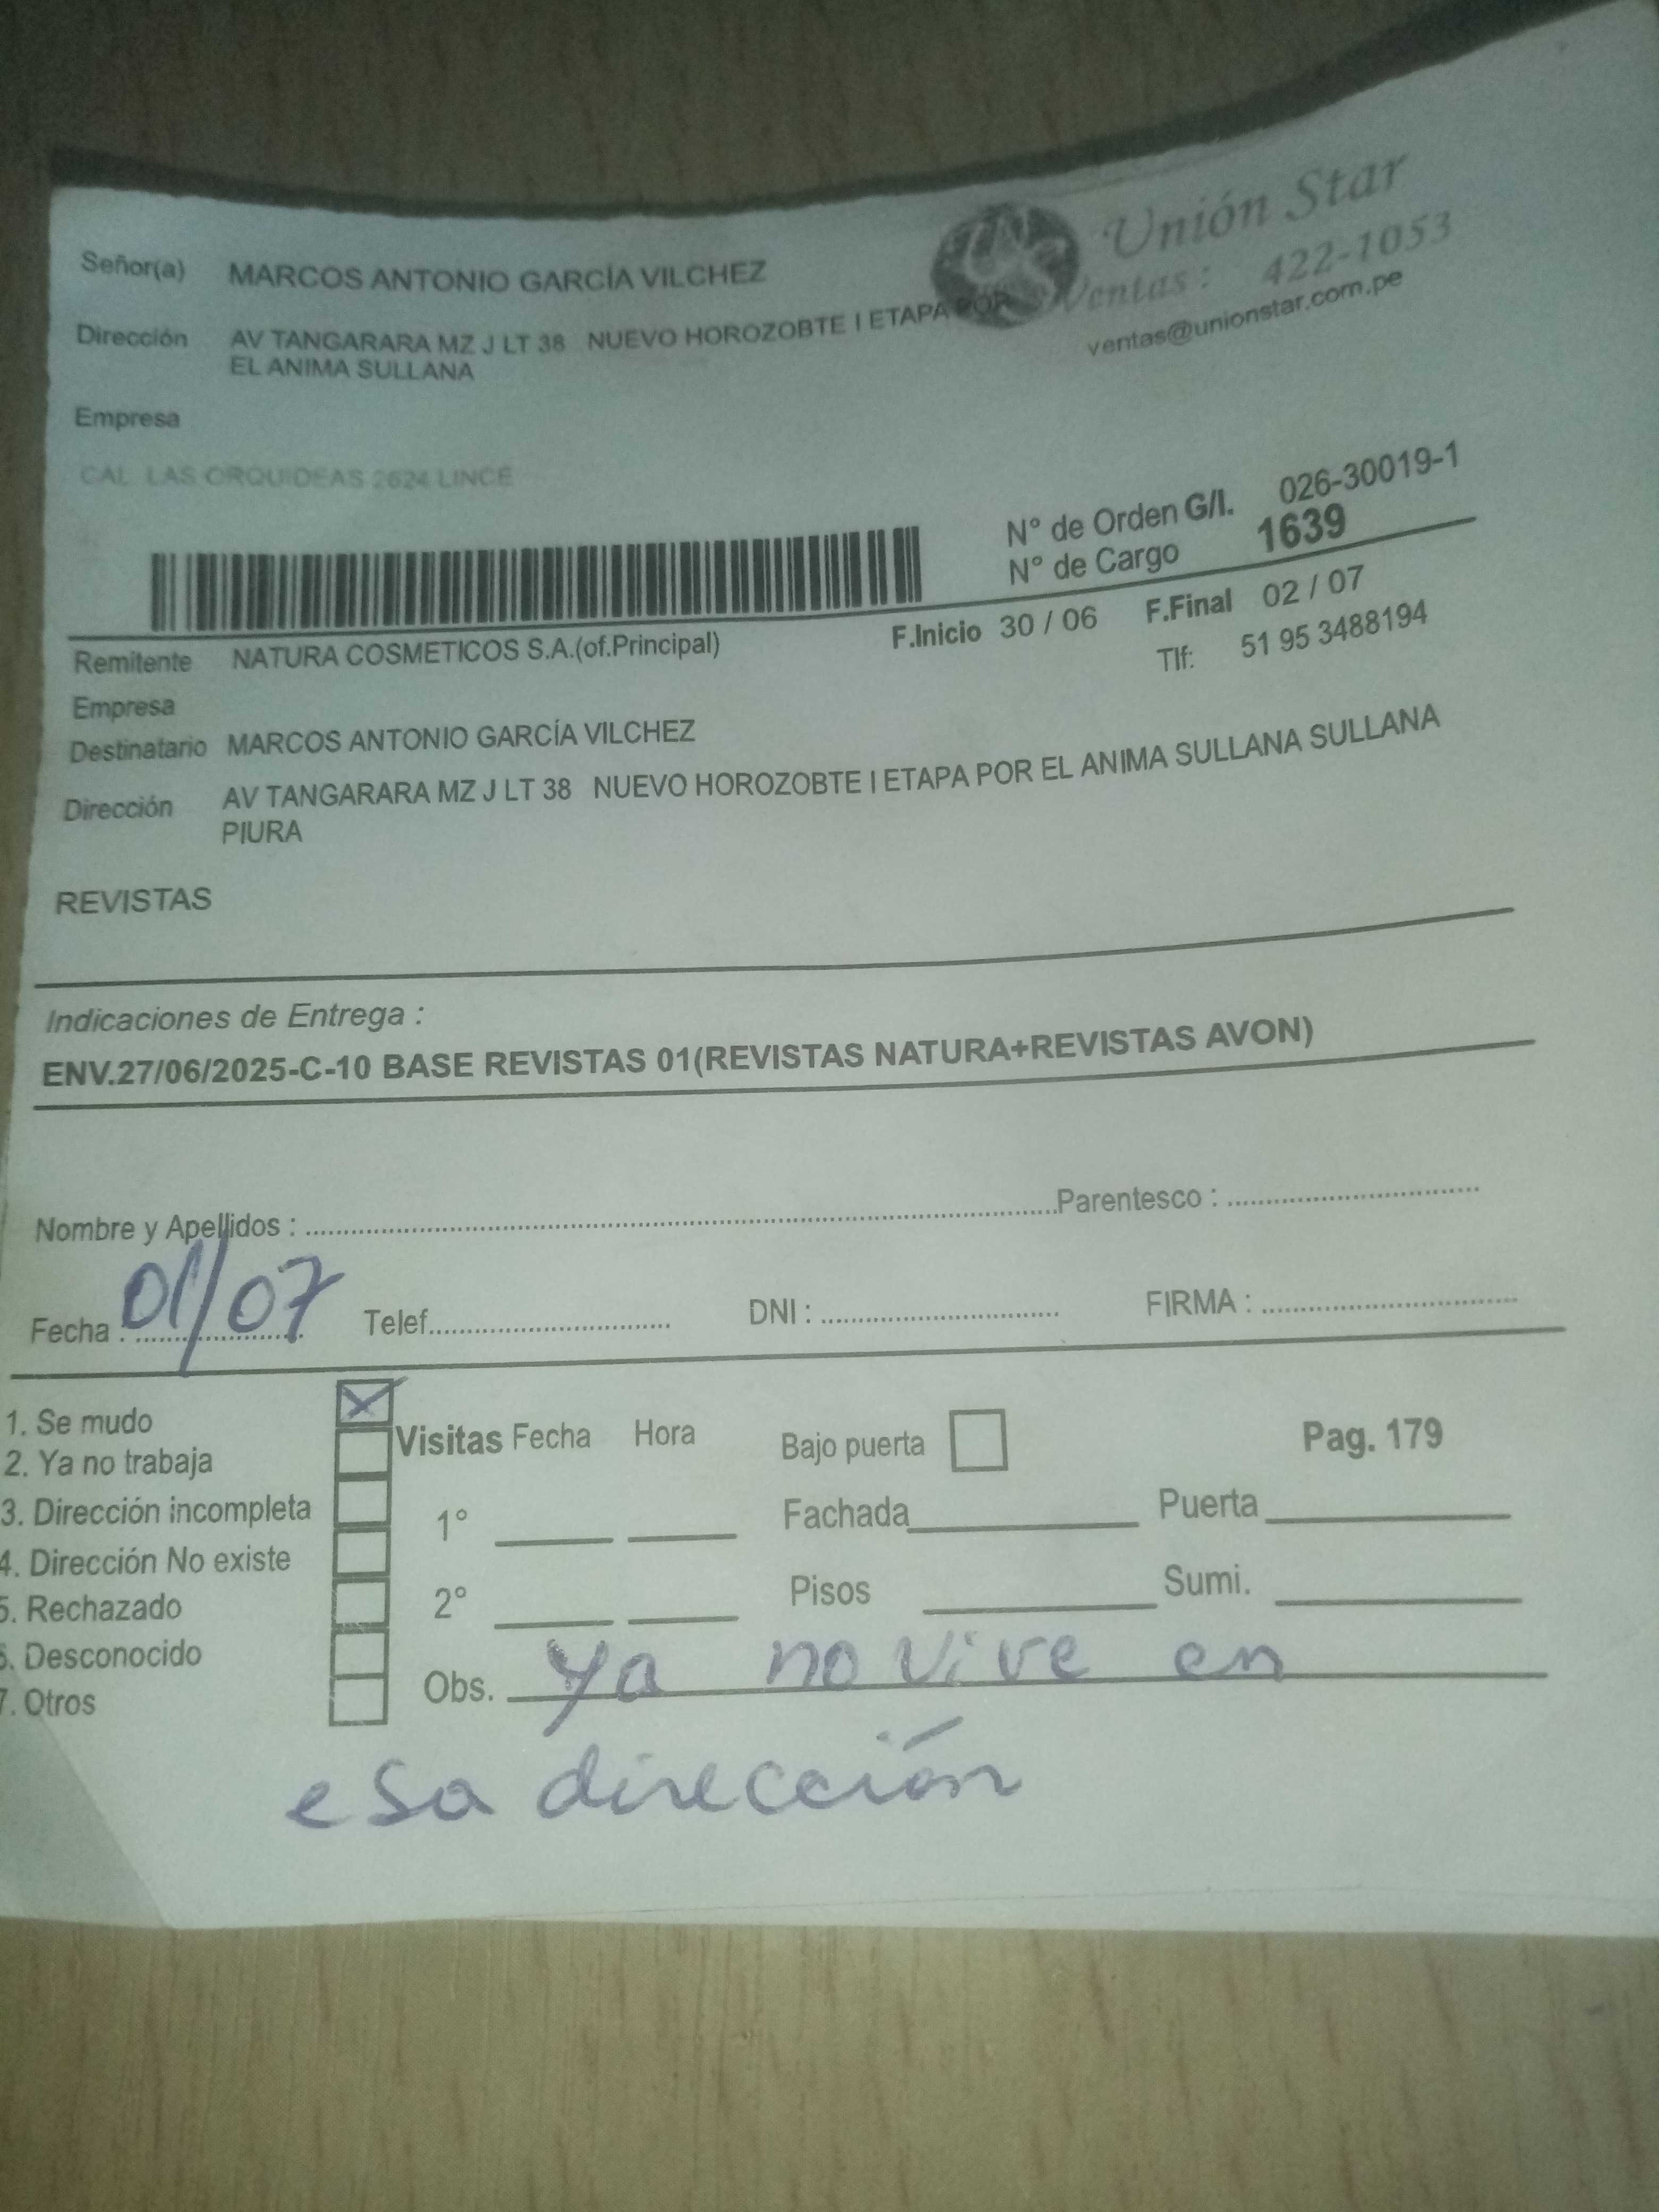 Unión Star
Ventas : 422-1053
ventas@unionstar.com.pe
Señor(a) MARCOS ANTONIO GARCÍA VILCHEZ
Dirección AV TANGARARA MZ J LT 38 NUEVO HOROZOBTE I ETAPA POR
EL ANIMA SULLANA
Empresa
CAL LAS ORQUIDEAS 2624 LINCE
N° de Orden G/I. 026-30019-1
N° de Cargo 1639
F.Inicio 30 / 06 F.Final 02 / 07
Remitente NATURA COSMETICOS S.A.(of.Principal) Tlf: 51 95 3488194
Empresa
Destinatario MARCOS ANTONIO GARCÍA VILCHEZ
Dirección AV TANGARARA MZ J LT 38 NUEVO HOROZOBTE I ETAPA POR EL ANIMA SULLANA SULLANA
PIURA
REVISTAS
Indicaciones de Entrega :
ENV.27/06/2025-C-10 BASE REVISTAS 01(REVISTAS NATURA+REVISTAS AVON)
Nombre y Apellidos : Parentesco :
Fecha : 01/07 Telef. DNI : FIRMA :
1. Se mudo
2. Ya no trabaja
3. Dirección incompleta
4. Dirección No existe
5. Rechazado
6. Desconocido
7. Otros
Visitas Fecha Hora Bajo puerta Pag. 179
1° Fachada Puerta
2° Pisos Sumi.
Obs. Ya no vive en
esa dirección